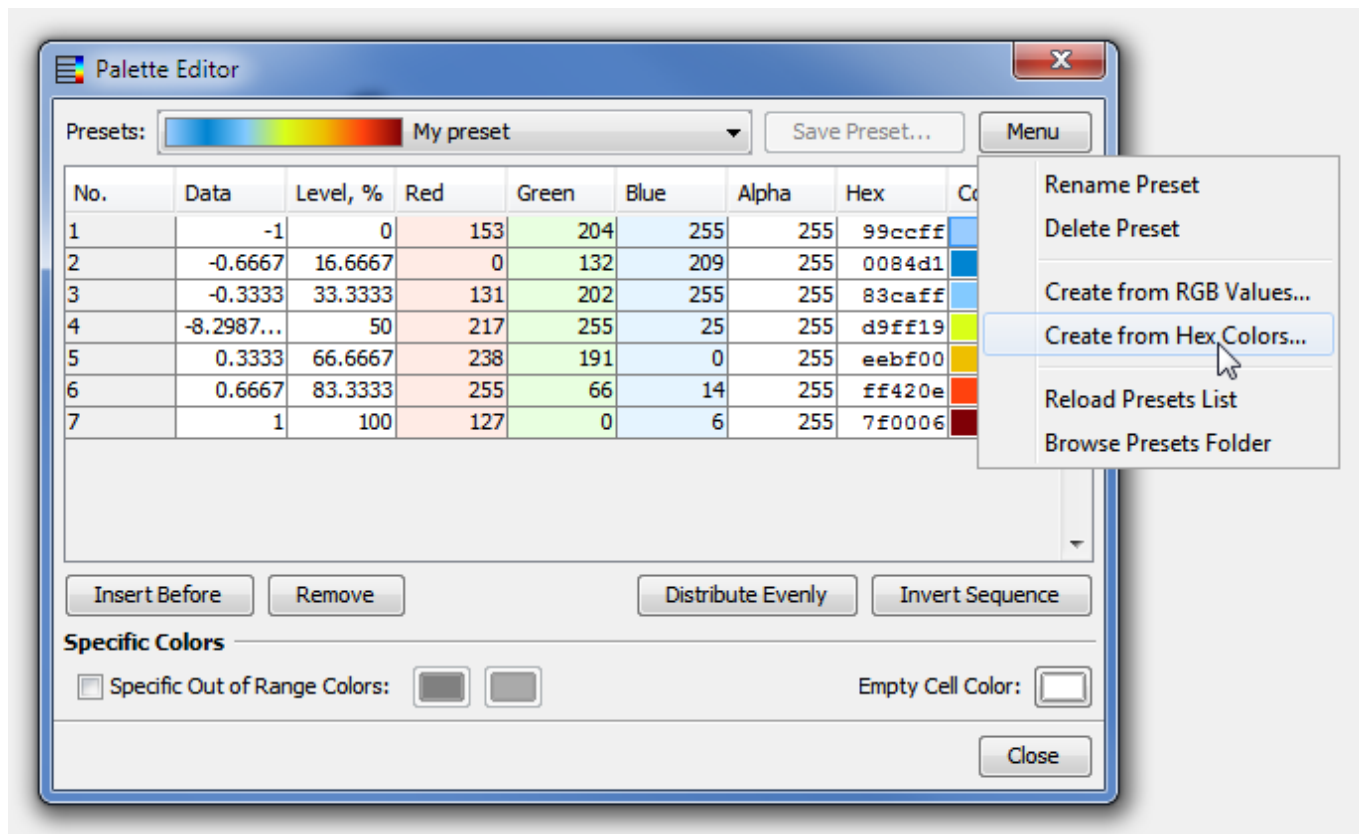 Palette Editor
Presets: My preset Save Preset... Menu
No. Data Level, % Red Green Blue Alpha Hex Co
1 -1 0 153 204 255 255 99ccff
2 -0.6667 16.6667 0 132 209 255 0084d1
3 -0.3333 33.3333 131 202 255 255 83caff
4 -8.2987... 50 217 255 25 255 d9ff19
5 0.3333 66.6667 238 191 0 255 eebf00
6 0.6667 83.3333 255 66 14 255 ff420e
7 1 100 127 0 6 255 7f0006
Rename Preset
Delete Preset
Create from RGB Values...
Create from Hex Colors...
Reload Presets List
Browse Presets Folder
Insert Before Remove Distribute Evenly Invert Sequence
Specific Colors
Specific Out of Range Colors: Empty Cell Color:
Close